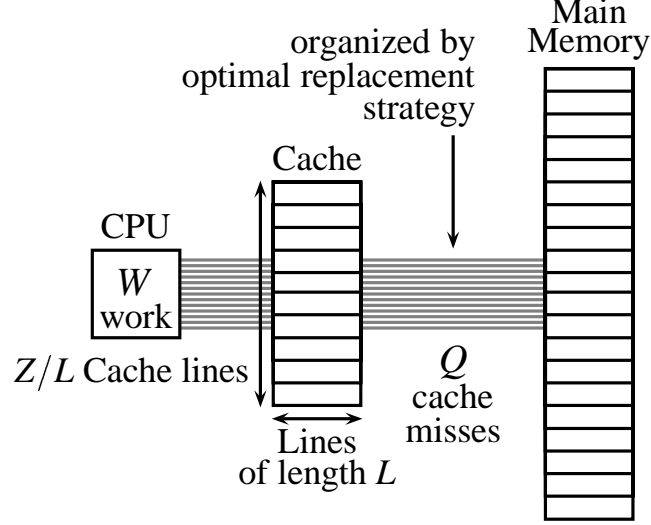 Main
Memory
organized by
optimal replacement
strategy
Cache
CPU
W
work
Z/L Cache lines
Q
cache
misses
Lines
of length L